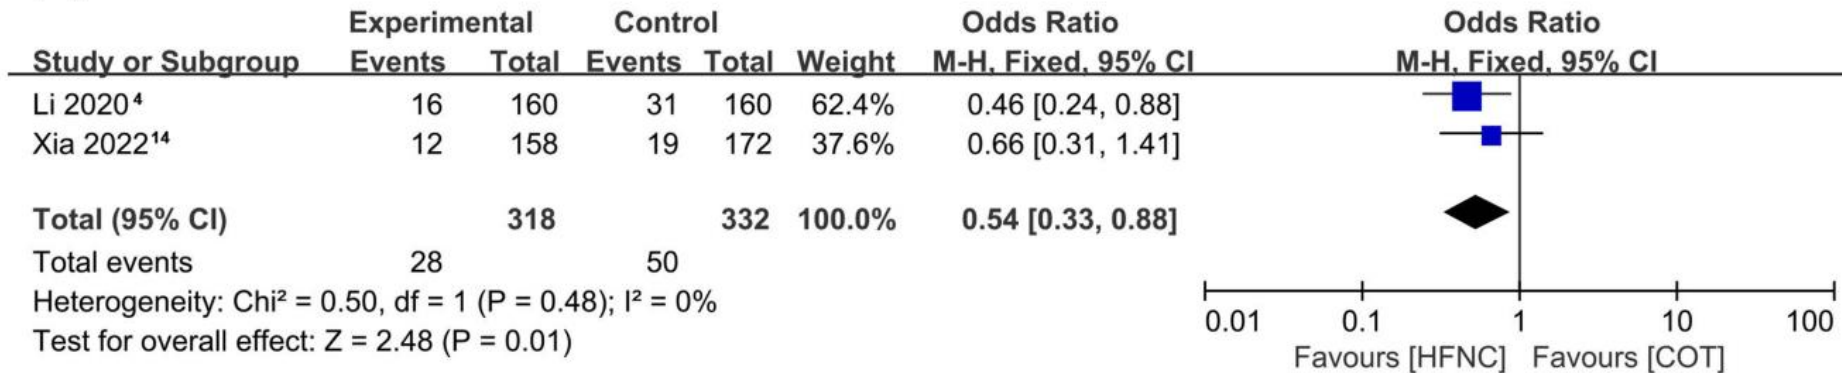 Experimental Control Odds Ratio Odds Ratio
Study or Subgroup Events Total Events Total Weight M-H, Fixed, 95% CI M-H, Fixed, 95% CI
Li 2020⁴ 16 160 31 160 62.4% 0.46 [0.24, 0.88]
Xia 2022¹⁴ 12 158 19 172 37.6% 0.66 [0.31, 1.41]
Total (95% CI) 318 332 100.0% 0.54 [0.33, 0.88]
Total events 28 50
Heterogeneity: Chi² = 0.50, df = 1 (P = 0.48); I² = 0%
Test for overall effect: Z = 2.48 (P = 0.01)
0.01 0.1 1 10 100
Favours [HFNC] Favours [COT]